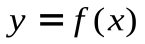 y = f(x)